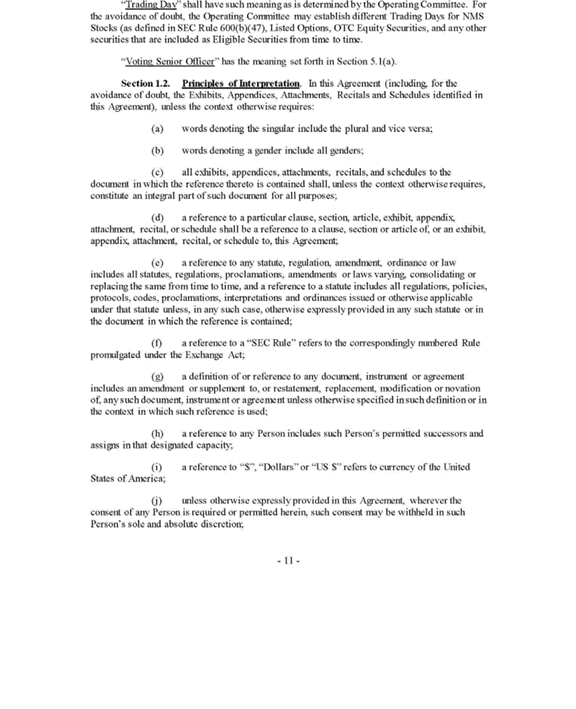 “Trading Day” shall have such meaning as is determined by the Operating Committee. For
the avoidance of doubt, the Operating Committee may establish different Trading Days for NMS
Stocks (as defined in SEC Rule 600(b)(47), Listed Options, OTC Equity Securities, and any other
securities that are included as Eligible Securities from time to time.
“Voting Senior Officer” has the meaning set forth in Section 5.1(a).
Section 1.2. Principles of Interpretation. In this Agreement (including, for the
avoidance of doubt, the Exhibits, Appendices, Attachments, Recitals and Schedules identified in
this Agreement), unless the context otherwise requires:
(a) words denoting the singular include the plural and vice versa;
(b) words denoting a gender include all genders;
(c) all exhibits, appendices, attachments, recitals, and schedules to the
document in which the reference thereto is contained shall, unless the context otherwise requires,
constitute an integral part of such document for all purposes;
(d) a reference to a particular clause, section, article, exhibit, appendix,
attachment, recital, or schedule shall be a reference to a clause, section or article of, or an exhibit,
appendix, attachment, recital, or schedule to, this Agreement;
(e) a reference to any statute, regulation, amendment, ordinance or law
includes all statutes, regulations, proclamations, amendments or laws varying, consolidating or
replacing the same from time to time, and a reference to a statute includes all regulations, policies,
protocols, codes, proclamations, interpretations and ordinances issued or otherwise applicable
under that statute unless, in any such case, otherwise expressly provided in any such statute or in
the document in which the reference is contained;
(f) a reference to a “SEC Rule” refers to the correspondingly numbered Rule
promulgated under the Exchange Act;
(g) a definition of or reference to any document, instrument or agreement
includes an amendment or supplement to, or restatement, replacement, modification or novation
of, any such document, instrument or agreement unless otherwise specified in such definition or in
the context in which such reference is used;
(h) a reference to any Person includes such Person’s permitted successors and
assigns in that designated capacity;
(i) a reference to “$”, “Dollars” or “US $” refers to currency of the United
States of America;
(j) unless otherwise expressly provided in this Agreement, wherever the
consent of any Person is required or permitted herein, such consent may be withheld in such
Person’s sole and absolute discretion;
- 11 -